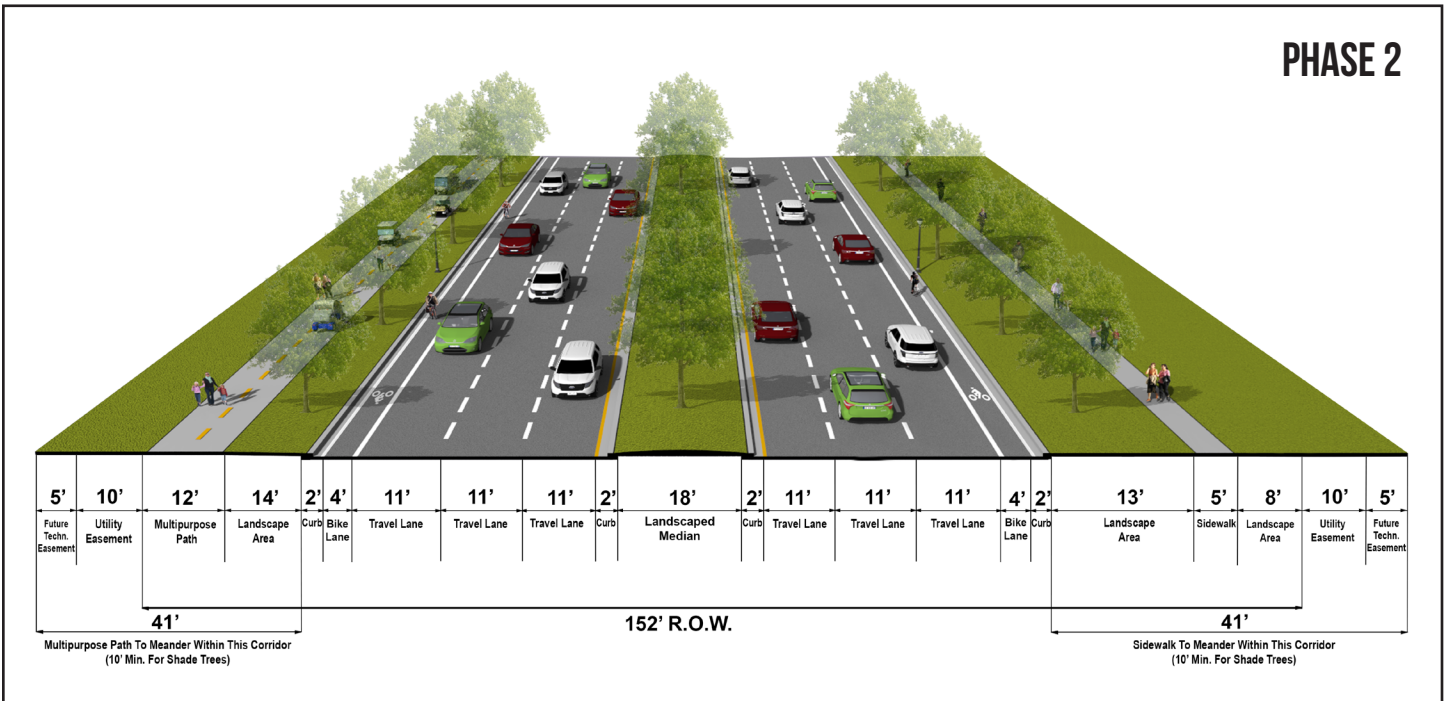 PHASE 2
5’ 10’ 12’ 14’ 2’ 4’ 11’ 11’ 11’ 2’ 18’ 2’ 11’ 11’ 11’ 4’ 2’ 13’ 5’ 8’ 10’ 5’
Future
Techn.
Easement
Utility
Easement
Multipurpose
Path
Landscape
Area
Curb
Bike
Lane
Travel Lane
Travel Lane
Travel Lane
Curb
Landscaped
Median
Curb
Travel Lane
Travel Lane
Travel Lane
Bike
Lane
Curb
Landscape
Area
Sidewalk
Landscape
Area
Utility
Easement
Future
Techn.
Easement
41’
Multipurpose Path To Meander Within This Corridor
(10’ Min. For Shade Trees)
152’ R.O.W.
41’
Sidewalk To Meander Within This Corridor
(10’ Min. For Shade Trees)